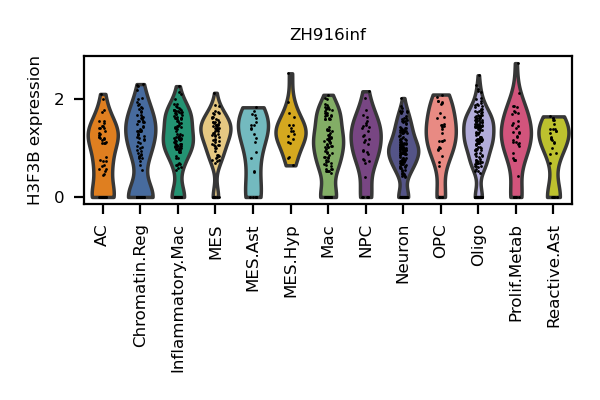 ZH916inf
H3F3B expression
2
0
AC
Chromatin.Reg
Inflammatory.Mac
MES
MES.Ast
MES.Hyp
Mac
NPC
Neuron
OPC
Oligo
Prolif.Metab
Reactive.Ast